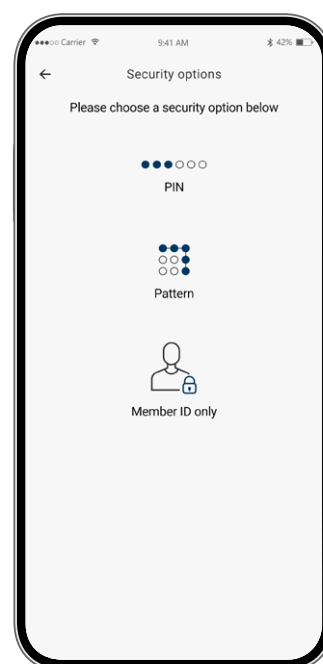 Carrier 9:41 AM 42%
Security options
Please choose a security option below
PIN
Pattern
Member ID only